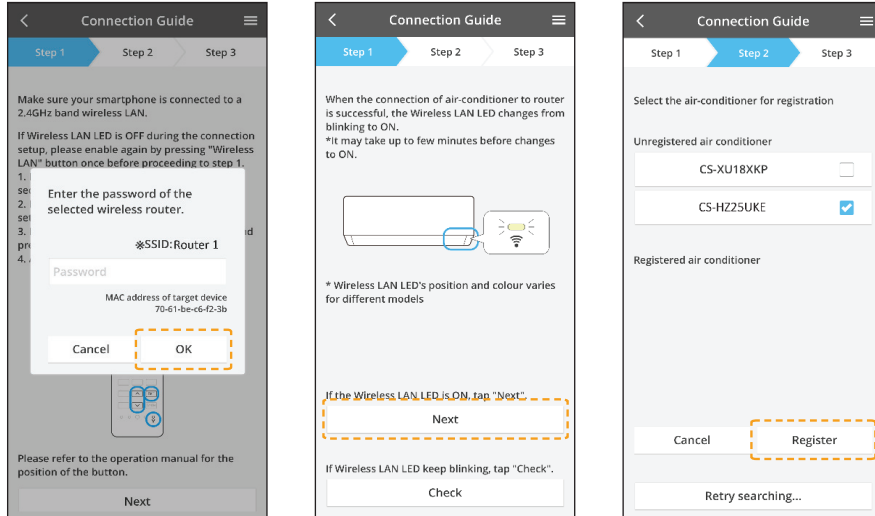 Connection Guide
Step 1
Step 2
Step 3
Make sure your smartphone is connected to a
2.4GHz band wireless LAN.
If Wireless LAN LED is OFF during the connection
setup, please enable again by pressing "Wireless
LAN" button once before proceeding to step 1.
1.
2.
3.
4.
Enter the password of the
selected wireless router.
※SSID:Router 1
Password
MAC address of target device
70-61-be-c6-f2-3b
Cancel
OK
Please refer to the operation manual for the
position of the button.
Next
Connection Guide
Step 1
Step 2
Step 3
When the connection of air-conditioner to router
is successful, the Wireless LAN LED changes from
blinking to ON.
*It may take up to few minutes before changes
to ON.
* Wireless LAN LED's position and colour varies
for different models
If the Wireless LAN LED is ON, tap "Next".
Next
If Wireless LAN LED keep blinking, tap "Check".
Check
Connection Guide
Step 1
Step 2
Step 3
Select the air-conditioner for registration
Unregistered air conditioner
CS-XU18XKP
CS-HZ25UKE
Registered air conditioner
Cancel
Register
Retry searching...